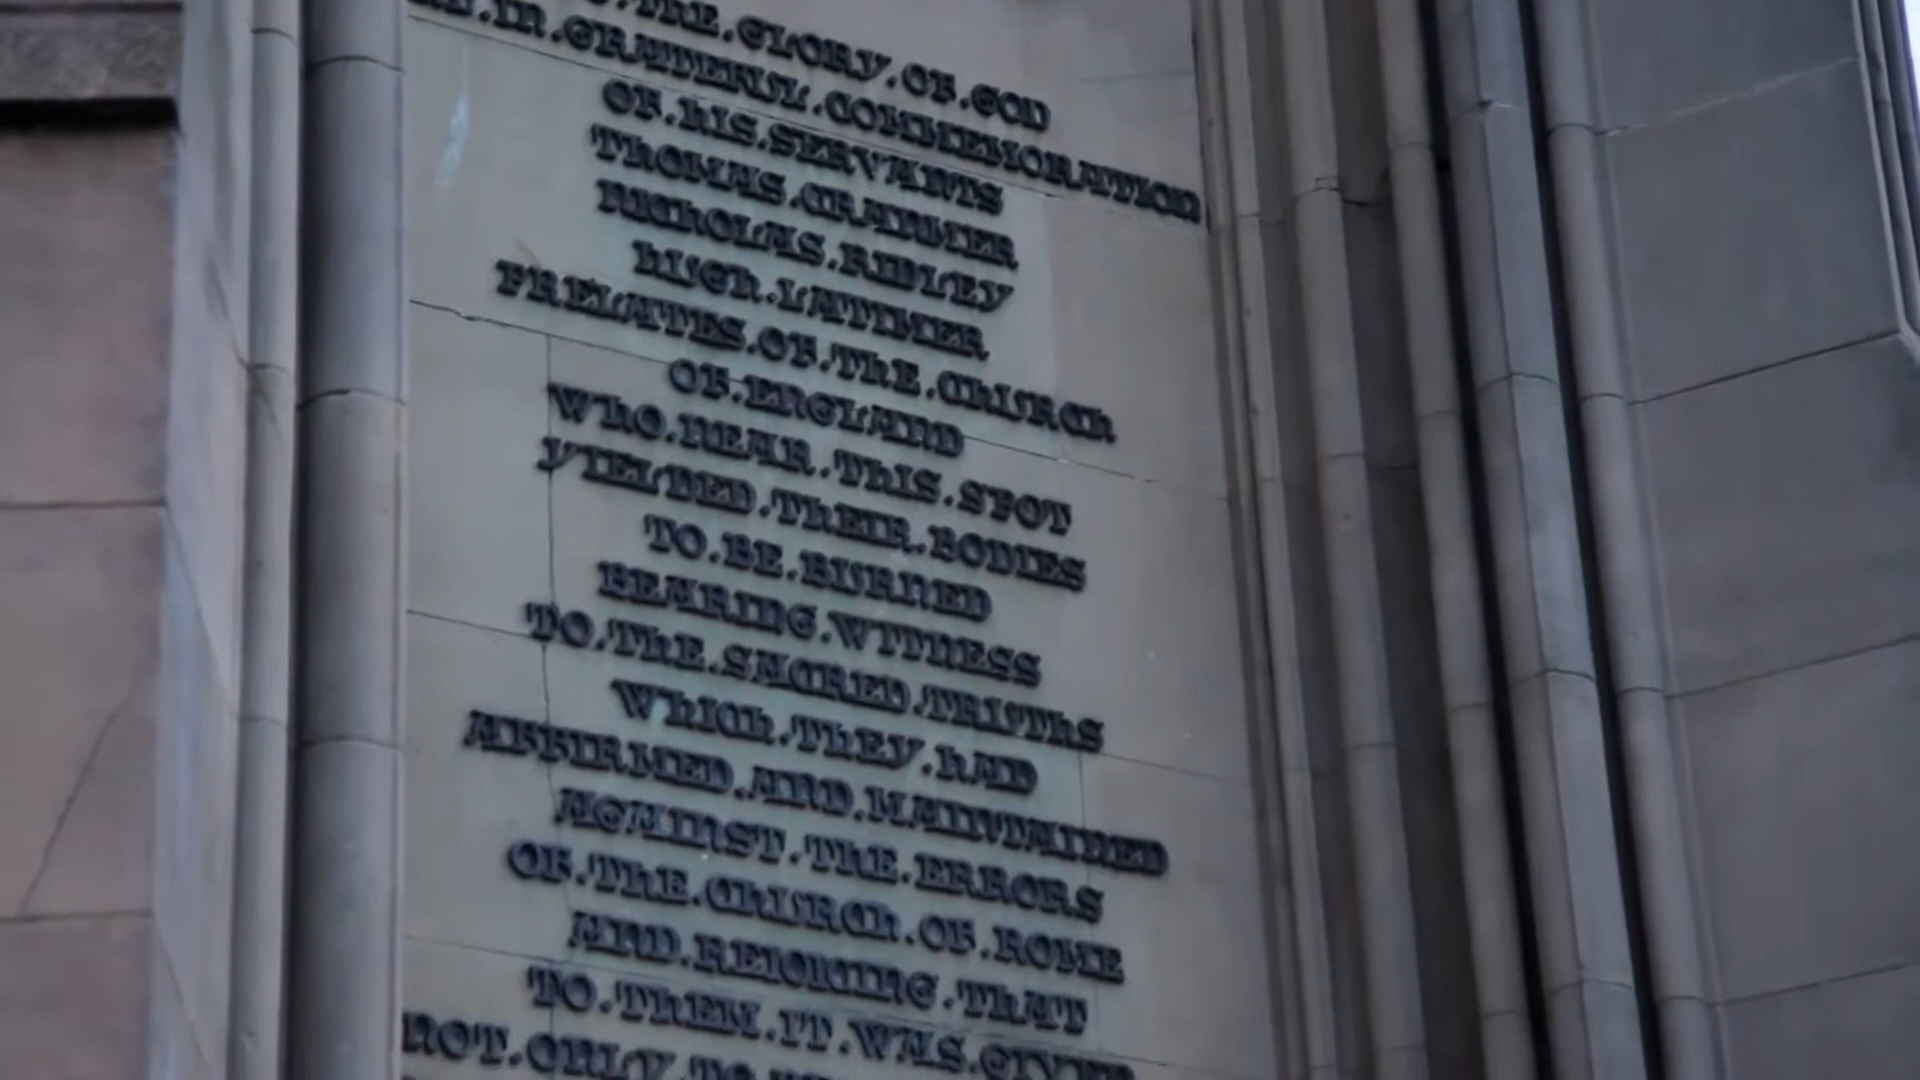 THE.GLORY.OF.GOD
IN.GRATEFUL.COMMEMORATION
OF.HIS.SERVANTS
THOMAS.CRANMER
NICHOLAS.RIDLEY
HUGH.LATIMER
PRELATES.OF.THE.CHURCH
OF.ENGLAND
WHO.NEAR.THIS.SPOT
YIELDED.THEIR.BODIES
TO.BE.BURNED
BEARING.WITNESS
TO.THE.SACRED.TRUTHS
WHICH.THEY.HAD
AFFIRMED.AND.MAINTAINED
AGAINST.THE.ERRORS
OF.THE.CHURCH.OF.ROME
AND.REJOICING.THAT
TO.THEM.IT.WAS.GIVEN
NOT.ONLY.TO